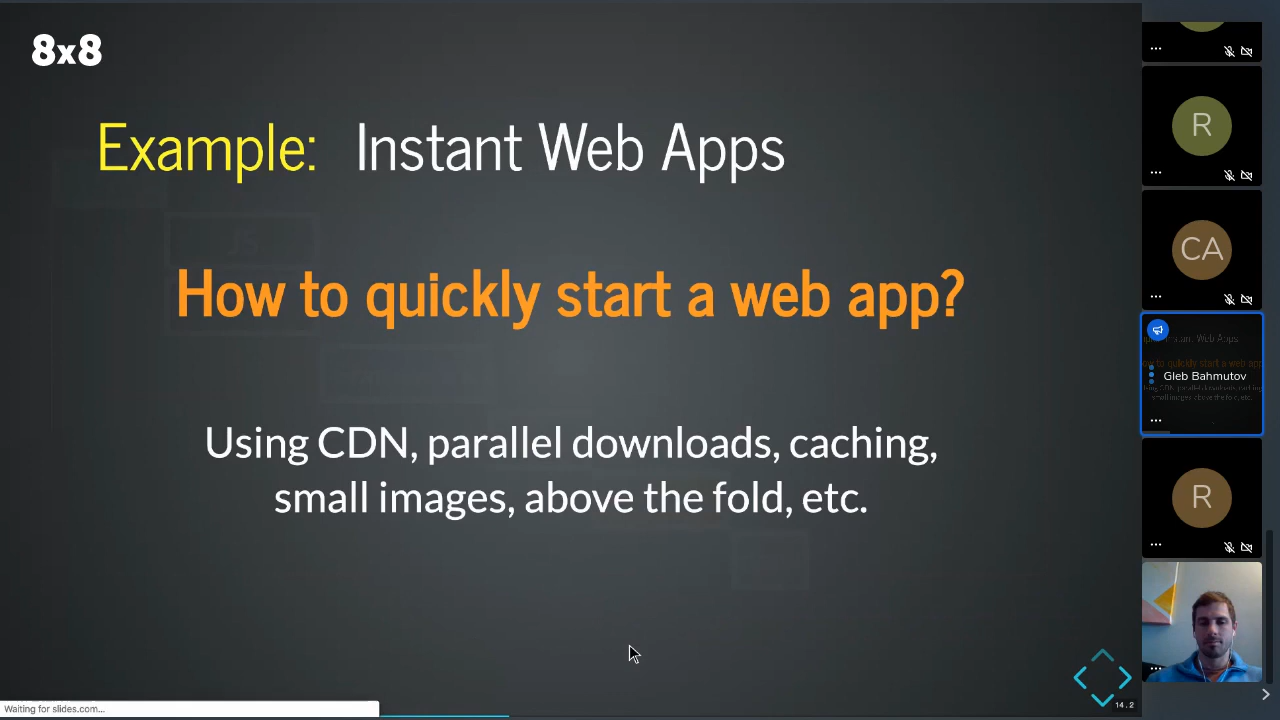 8x8
Example: Instant Web Apps
How to quickly start a web app?
Using CDN, parallel downloads, caching,
small images, above the fold, etc.
R
CA
Gleb Bahmutov
R
14.2
Waiting for slides.com...